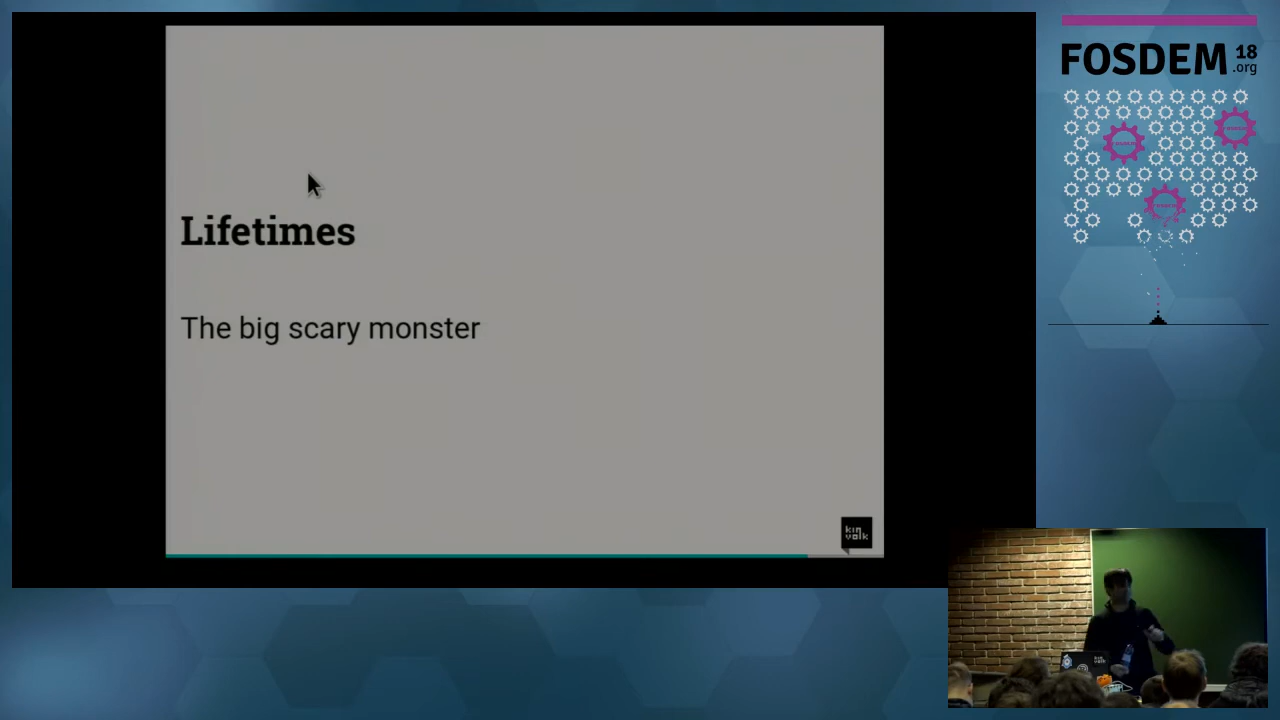 Lifetimes
The big scary monster
kin
volk
FOSDEM 18
.org